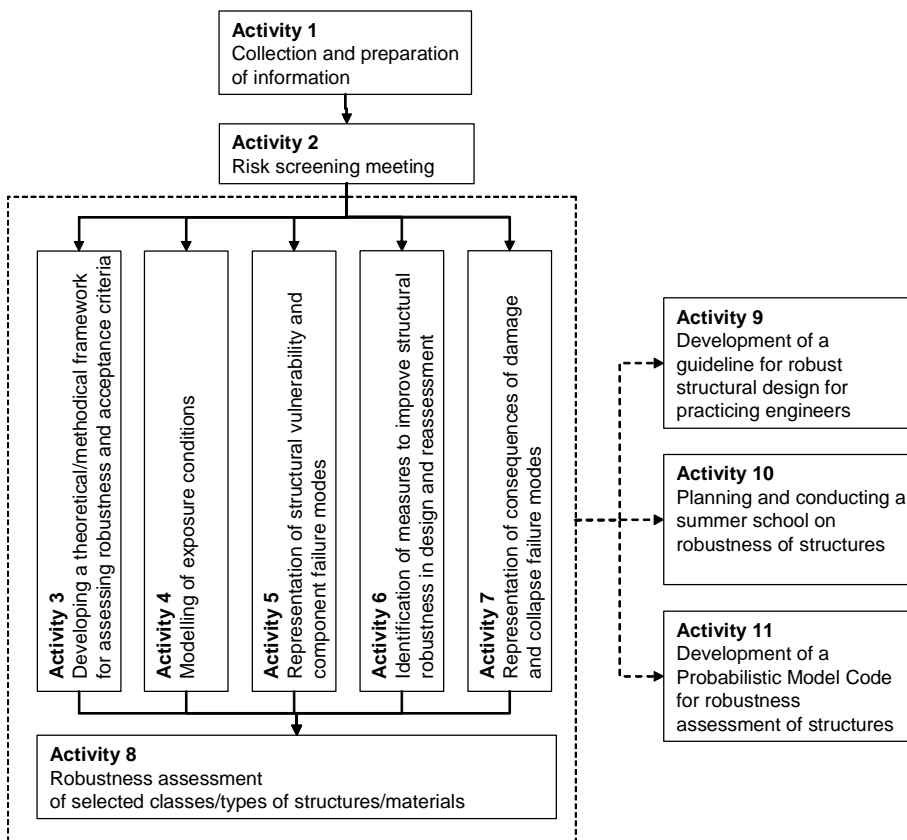 Activity 1
Collection and preparation
of information
Activity 2
Risk screening meeting
Activity 3
Developing a theoretical/methodical framework
for assessing robustness and acceptance criteria
Activity 4
Modelling of exposure conditions
Activity 5
Representation of structural vulnerability and
component failure modes
Activity 6
Identification of measures to improve structural
robustness in design and reassessment
Activity 7
Representation of consequences of damage
and collapse failure modes
Activity 8
Robustness assessment
of selected classes/types of structures/materials
Activity 9
Development of a
guideline for robust
structural design for
practicing engineers
Activity 10
Planning and conducting a
summer school on
robustness of structures
Activity 11
Development of a
Probabilistic Model Code
for robustness
assessment of structures